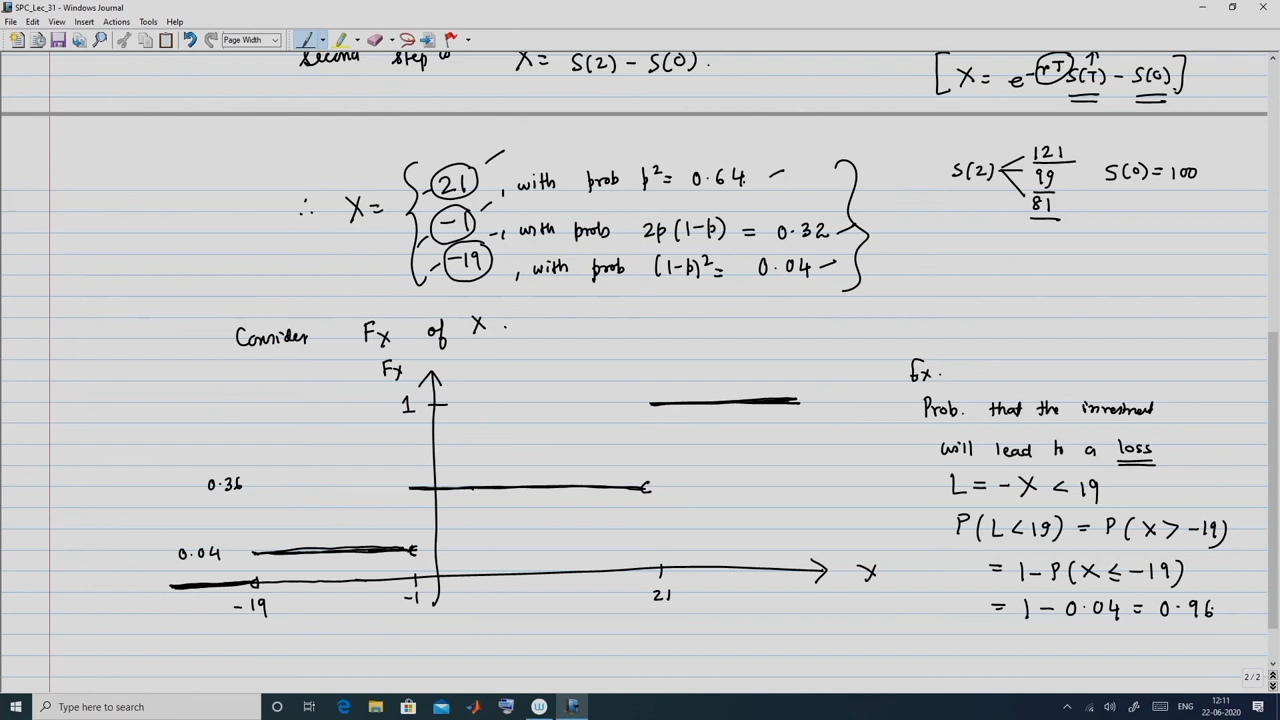 SPC_Lec_31 - Windows Journal
File Edit View Insert Actions Tools Help
Page Width
Second step is X = S(2) - S(0).
[X = e^{-rT} S(T) - S(0)]
∴ X = { 21, with prob p² = 0.64
-1, with prob 2p(1-p) = 0.32
-19, with prob (1-p)² = 0.04 }
S(2) 121 S(0) = 100
99
81
Consider Fx of X.
Fx
1
0.36
0.04
-19 -1 21 X
Ex.
Prob. that the investment
will lead to a loss
L = -X < 19
P(L < 19) = P(X > -19)
= 1 - P(X ≤ -19)
= 1 - 0.04 = 0.96
2 / 2
Type here to search
ENG
12:11
22-06-2020